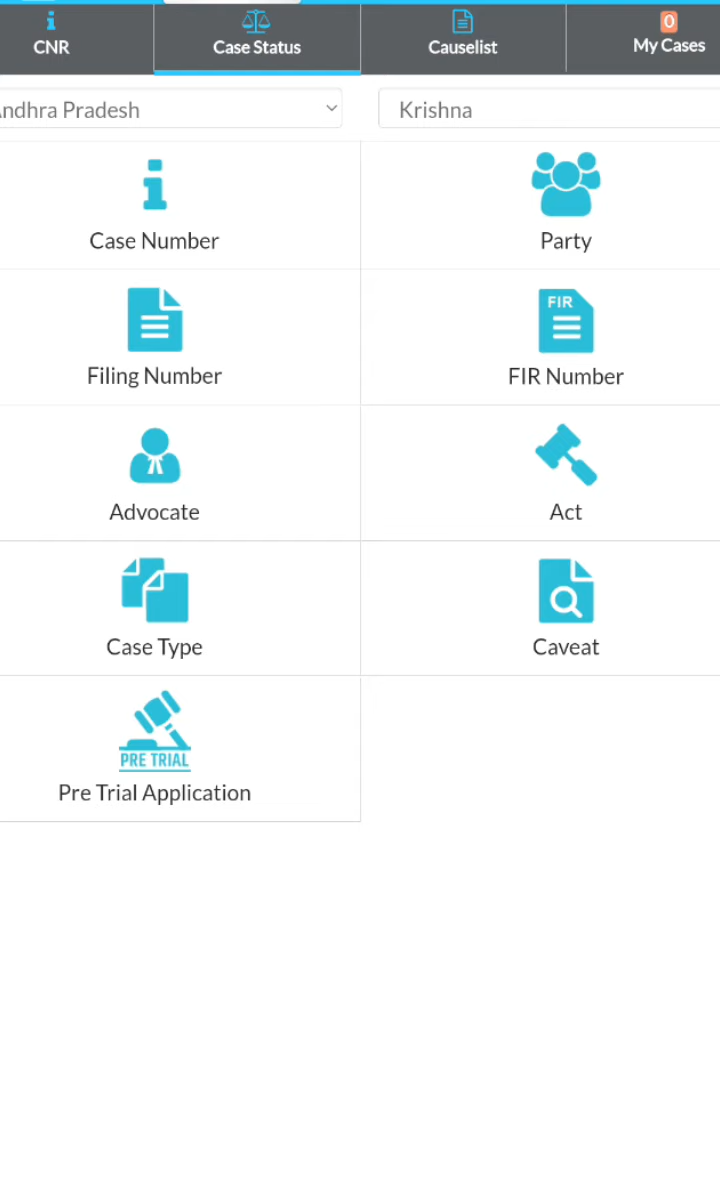 0
CNR Case Status Causelist My Cases
ndhra Pradesh Krishna
Case Number Party
FIR
Filing Number FIR Number
Advocate Act
Case Type Caveat
PRE TRIAL
Pre Trial Application